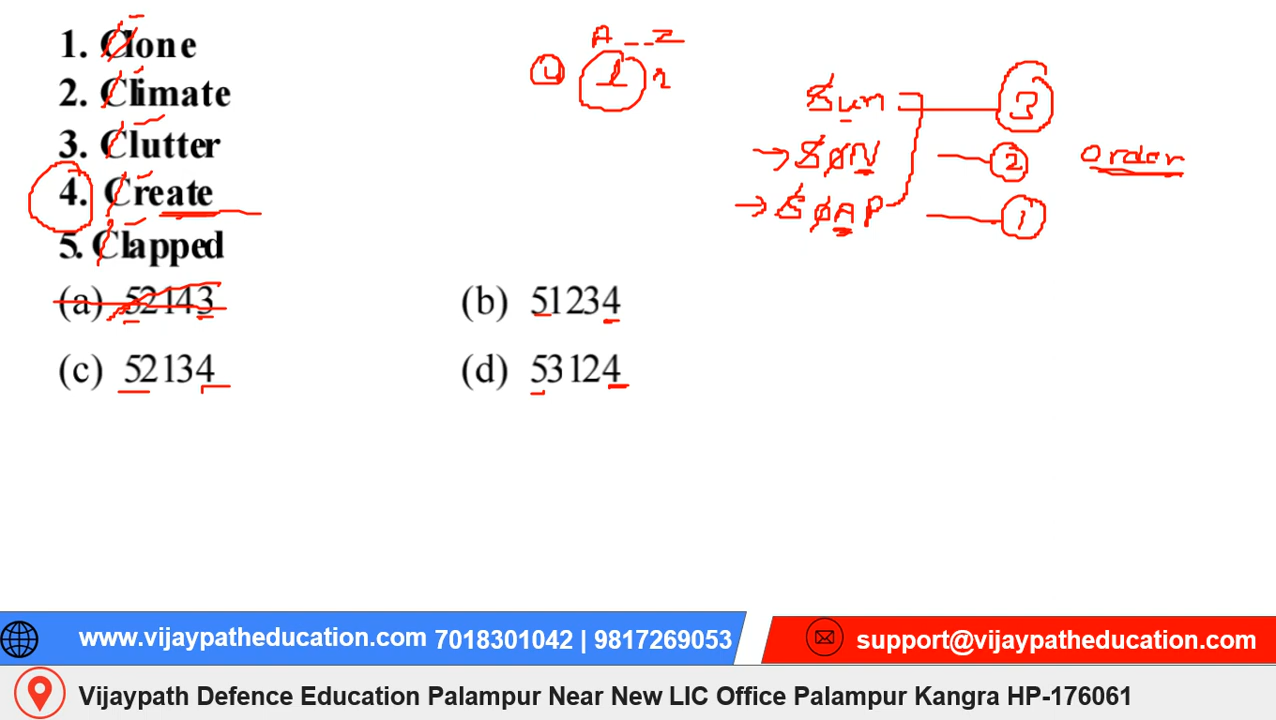 1. Clone
2. Climate
3. Clutter
4. Create
5. Clapped
(a) 52143 (b) 51234
(c) 52134 (d) 53124
A _ _ Z
l r
Sun 3
→ SON 2 Order
→ SOAP 1
www.vijaypatheducation.com 7018301042 | 9817269053 support@vijaypatheducation.com
Vijaypath Defence Education Palampur Near New LIC Office Palampur Kangra HP-176061